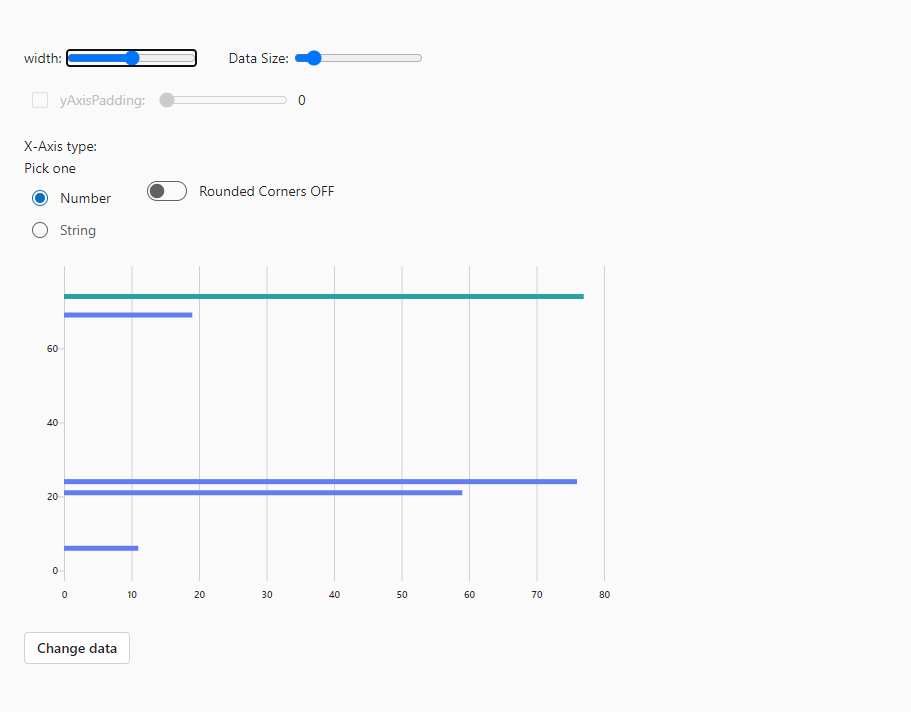 width: Data Size:
yAxisPadding: 0
X-Axis type:
Pick one
Number
Rounded Corners OFF
String
60
40
20
0
0 10 20 30 40 50 60 70 80
Change data